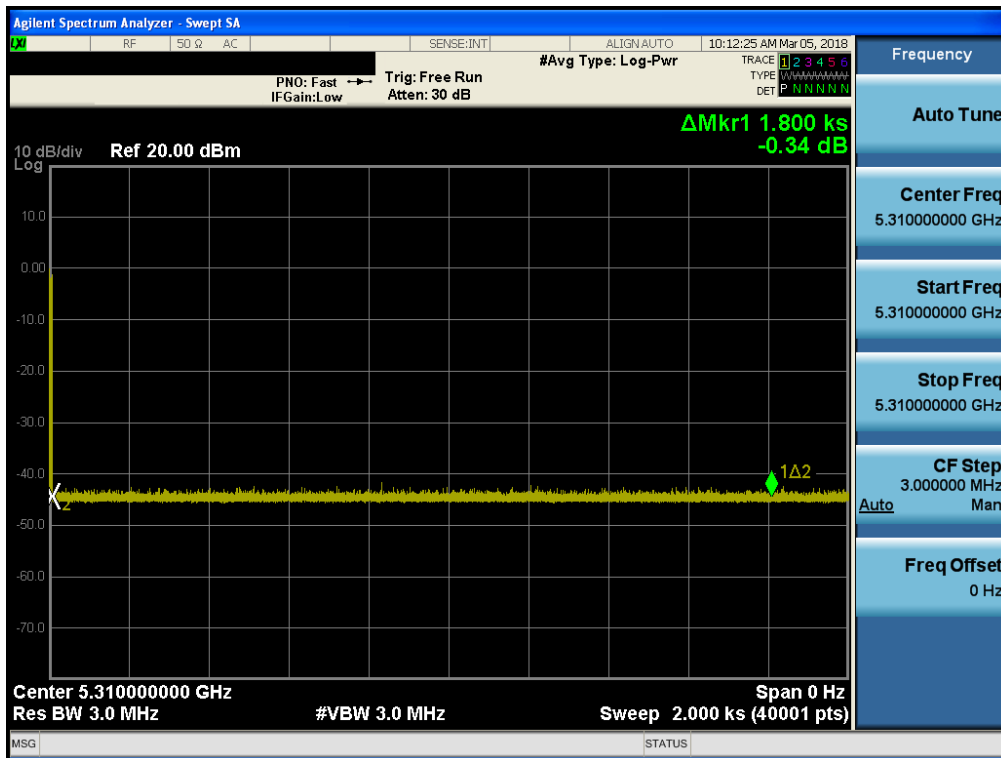 Agilent Spectrum Analyzer - Swept SA
LXI RF 50 Ω AC SENSE:INT ALIGN AUTO 10:12:25 AM Mar 05, 2018
#Avg Type: Log-Pwr
TRACE 1 2 3 4 5 6
TYPE
DET P N N N N N
PNO: Fast
IFGain:Low
Trig: Free Run
Atten: 30 dB
ΔMkr1 1.800 ks
-0.34 dB
10 dB/div Ref 20.00 dBm
Log
10.0
0.00
-10.0
-20.0
-30.0
-40.0
-50.0
-60.0
-70.0
1Δ2
X2
Center 5.310000000 GHz Span 0 Hz
Res BW 3.0 MHz #VBW 3.0 MHz Sweep 2.000 ks (40001 pts)
MSG STATUS
Frequency
Auto Tune
Center Freq
5.310000000 GHz
Start Freq
5.310000000 GHz
Stop Freq
5.310000000 GHz
CF Step
3.000000 MHz
Auto Man
Freq Offset
0 Hz